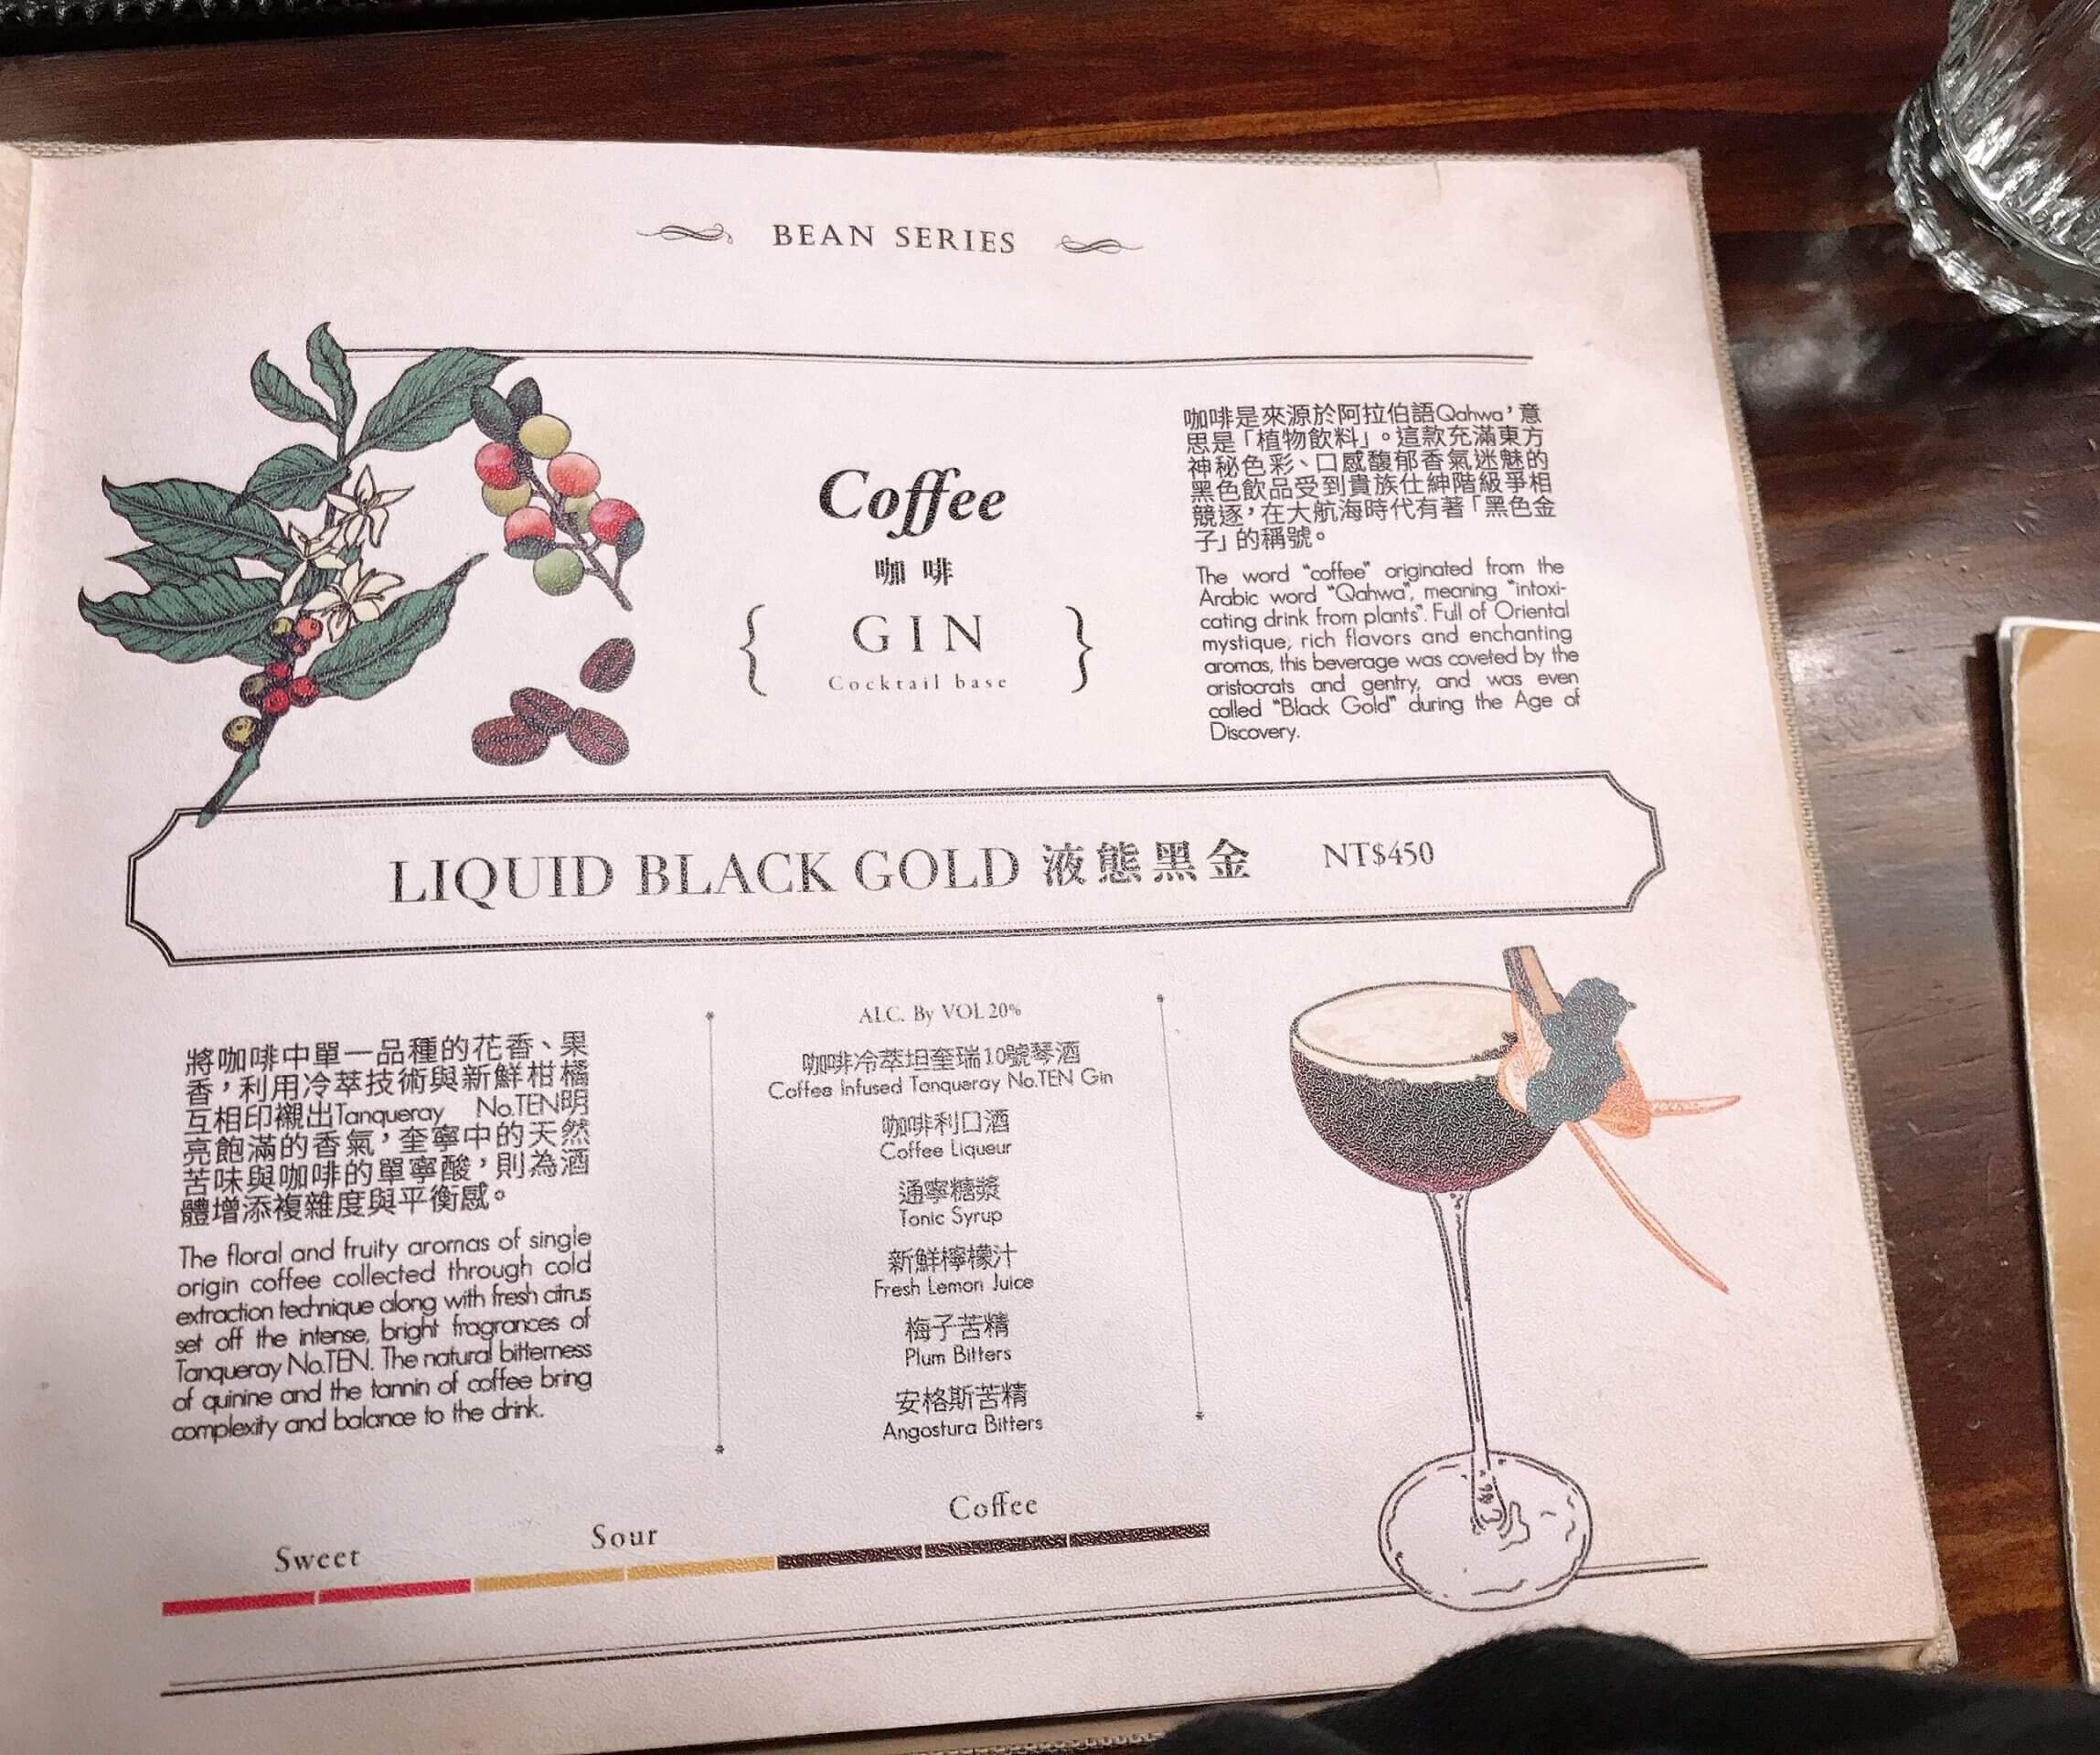 BEAN SERIES
Coffee
咖啡
GIN
Cocktail base
咖啡是來源於阿拉伯語Qahwa，意
思是「植物飲料」。這款充滿東方
神秘色彩、口感馥郁香氣迷魅的
黑色飲品受到貴族仕紳階級爭相
競逐，在大航海時代有著「黑色金
子」的稱號。
The word “coffee” originated from the
Arabic word “Qahwa”, meaning “intoxi-
cating drink from plants”. Full of Oriental
mystique, rich flavors and enchanting
aromas, this beverage was coveted by the
aristocrats and gentry, and was even
called “Black Gold” during the Age of
Discovery.
LIQUID BLACK GOLD 液態黑金 NT$450
將咖啡中單一品種的花香、果
香，利用冷萃技術與新鮮柑橘
互相印襯出Tanqueray No.TEN明
亮飽滿的香氣，奎寧中的天然
苦味與咖啡的單寧酸，則為酒
體增添複雜度與平衡感。
The floral and fruity aromas of single
origin coffee collected through cold
extraction technique along with fresh citrus
set off the intense, bright fragrances of
Tanqueray No.TEN. The natural bitterness
of quinine and the tannin of coffee bring
complexity and balance to the drink.
ALC. By VOL 20%
咖啡冷萃坦奎瑞10號琴酒
Coffee Infused Tanqueray No.TEN Gin
咖啡利口酒
Coffee Liqueur
通寧糖漿
Tonic Syrup
新鮮檸檬汁
Fresh Lemon Juice
梅子苦精
Plum Bitters
安格斯苦精
Angostura Bitters
Sweet
Sour
Coffee